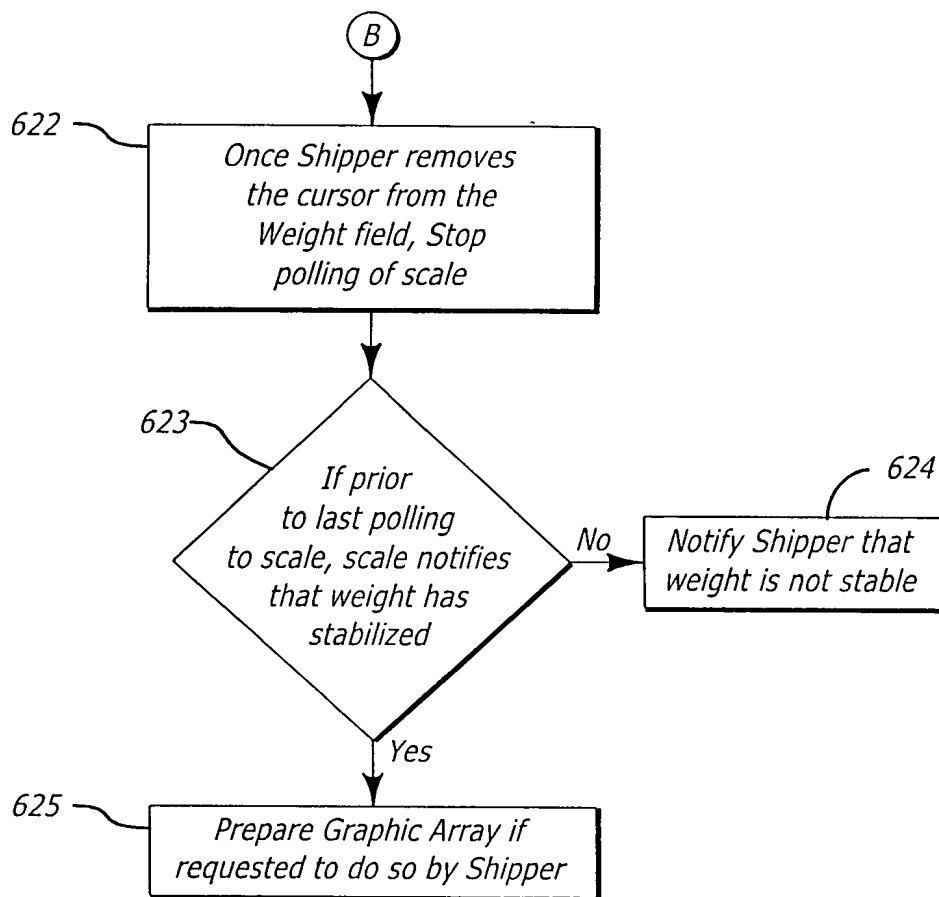 B
622
Once Shipper removes
the cursor from the
Weight field, Stop
polling of scale
623
If prior
to last polling
to scale, scale notifies
that weight has
stabilized
No
624
Notify Shipper that
weight is not stable
Yes
625
Prepare Graphic Array if
requested to do so by Shipper